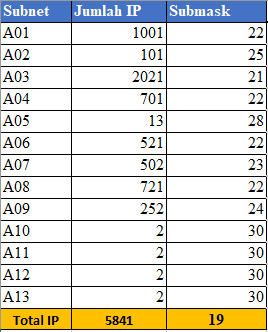 Subnet Jumlah IP Submask
A01 1001 22
A02 101 25
A03 2021 21
A04 701 22
A05 13 28
A06 521 22
A07 502 23
A08 721 22
A09 252 24
A10 2 30
A11 2 30
A12 2 30
A13 2 30
Total IP 5841 19